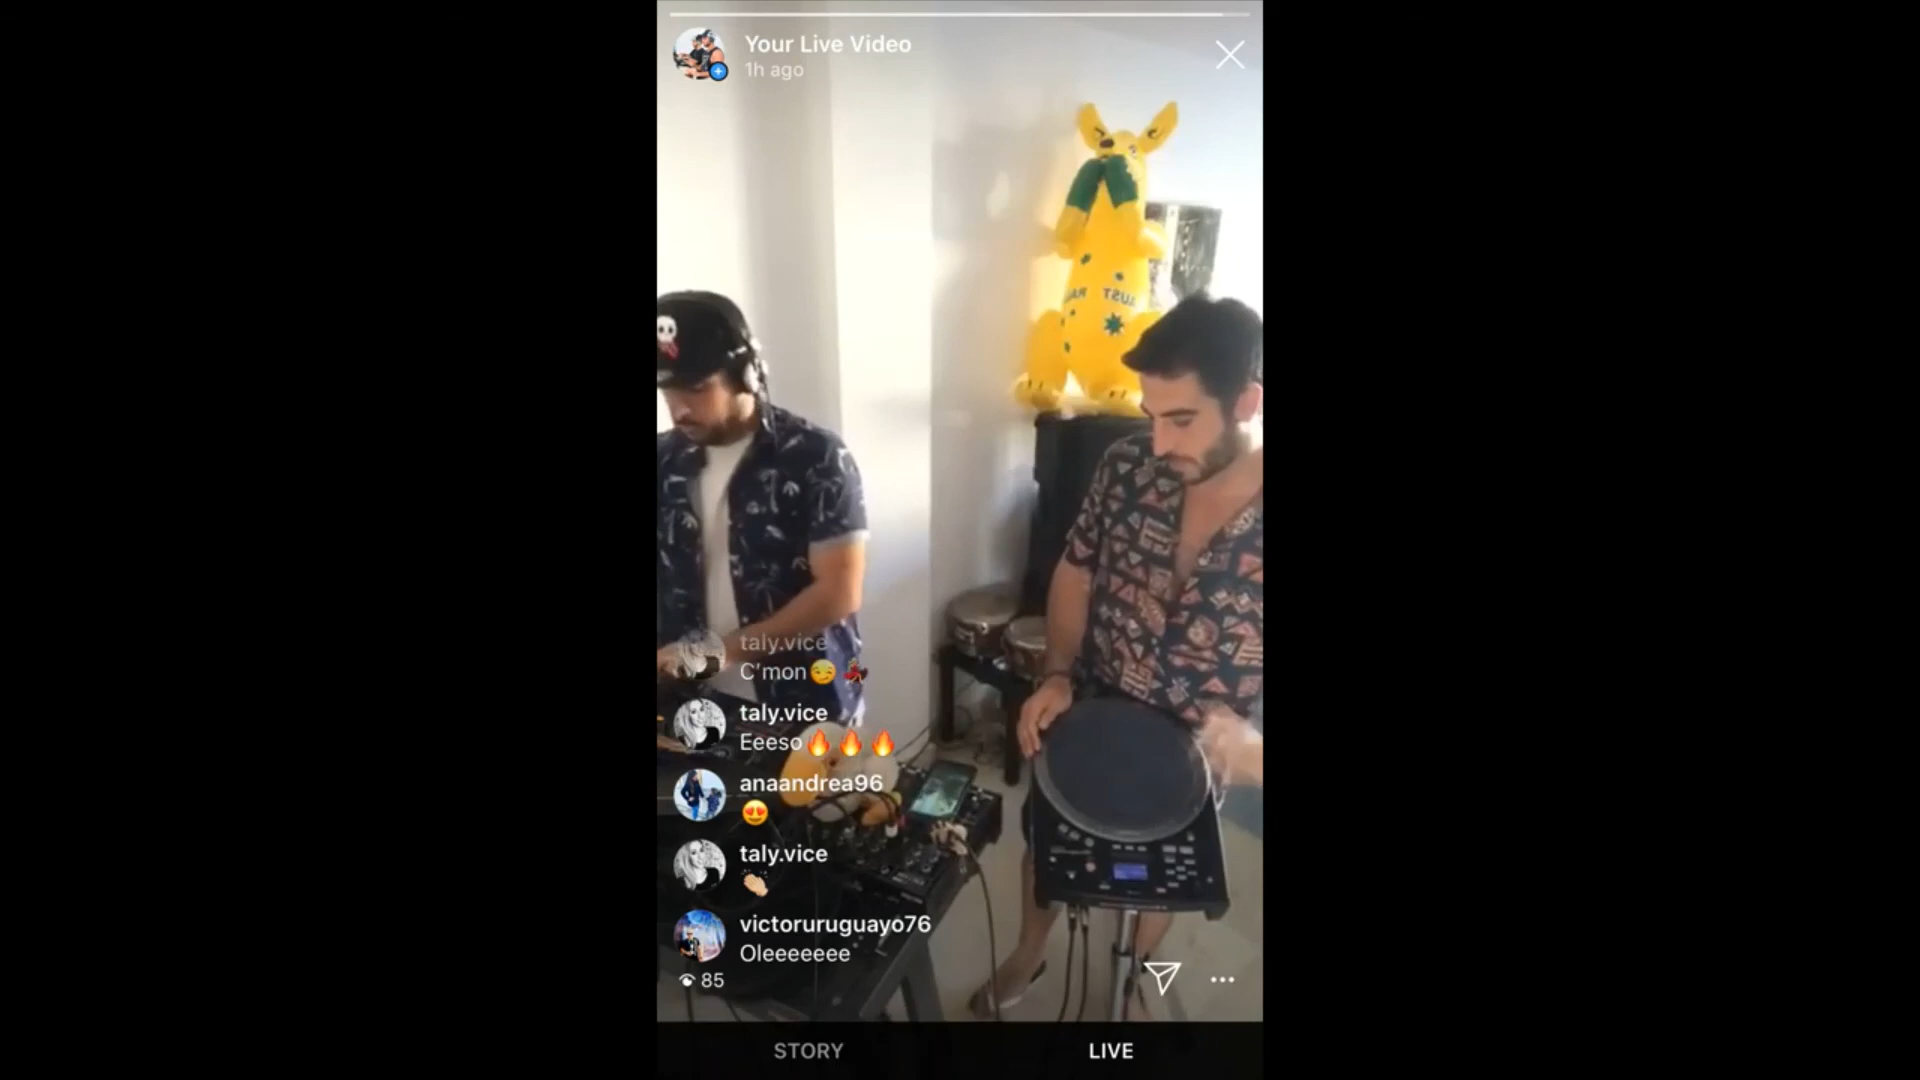 Your Live Video
1h ago
taly.vice
C'mon😏💃
taly.vice
Eeeso🔥🔥🔥
anaandrea96
😍
taly.vice
👏🏻
victoruruguayo76
Oleeeeeee
85
STORY
LIVE